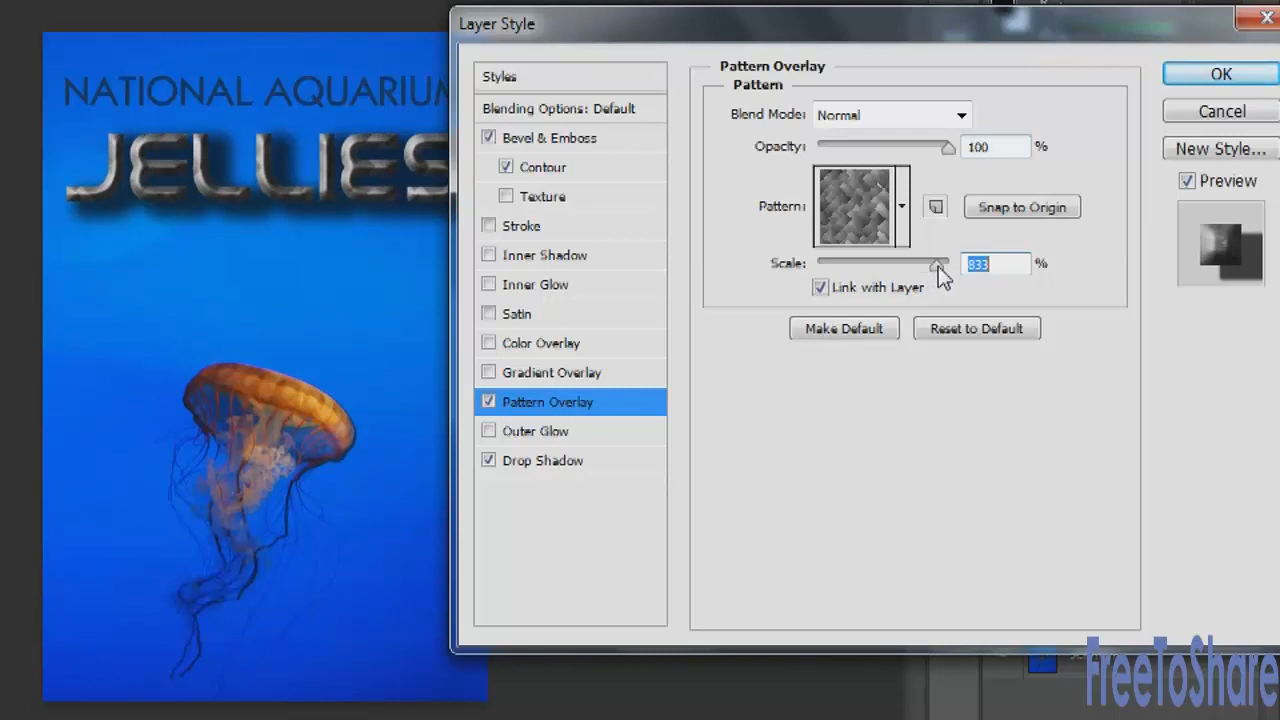 Layer Style
NATIONAL AQUARIUM
JELLIES
Styles
Blending Options: Default
Bevel & Emboss
Contour
Texture
Stroke
Inner Shadow
Inner Glow
Satin
Color Overlay
Gradient Overlay
Pattern Overlay
Outer Glow
Drop Shadow
Pattern Overlay
Pattern
Blend Mode: Normal
Opacity: 100 %
Pattern: Snap to Origin
Scale: 833 %
Link with Layer
Make Default Reset to Default
OK
Cancel
New Style...
Preview
FreeToShare